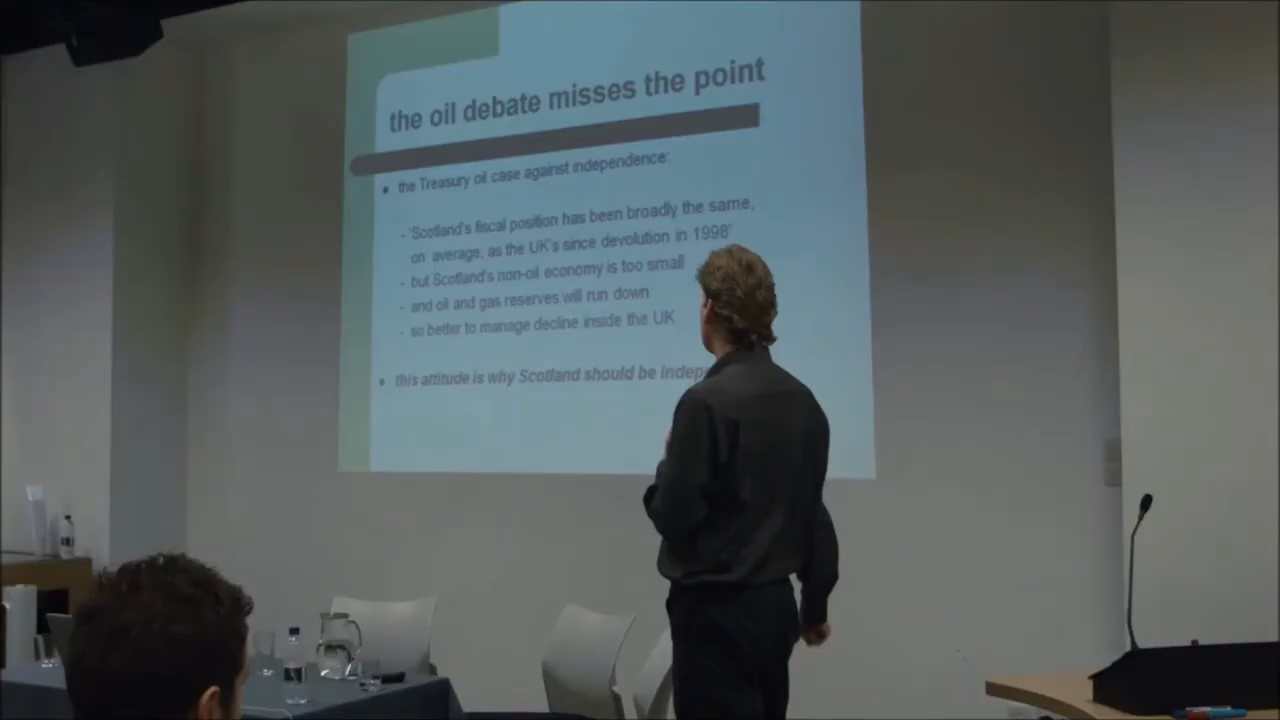 the oil debate misses the point
• the Treasury oil case against independence:
- 'Scotland's fiscal position has been broadly the same,
on average, as the UK's since devolution in 1998'
- but Scotland's non-oil economy is too small
- and oil and gas reserves will run down
- so better to manage decline inside the UK
• this attitude is why Scotland should be indep